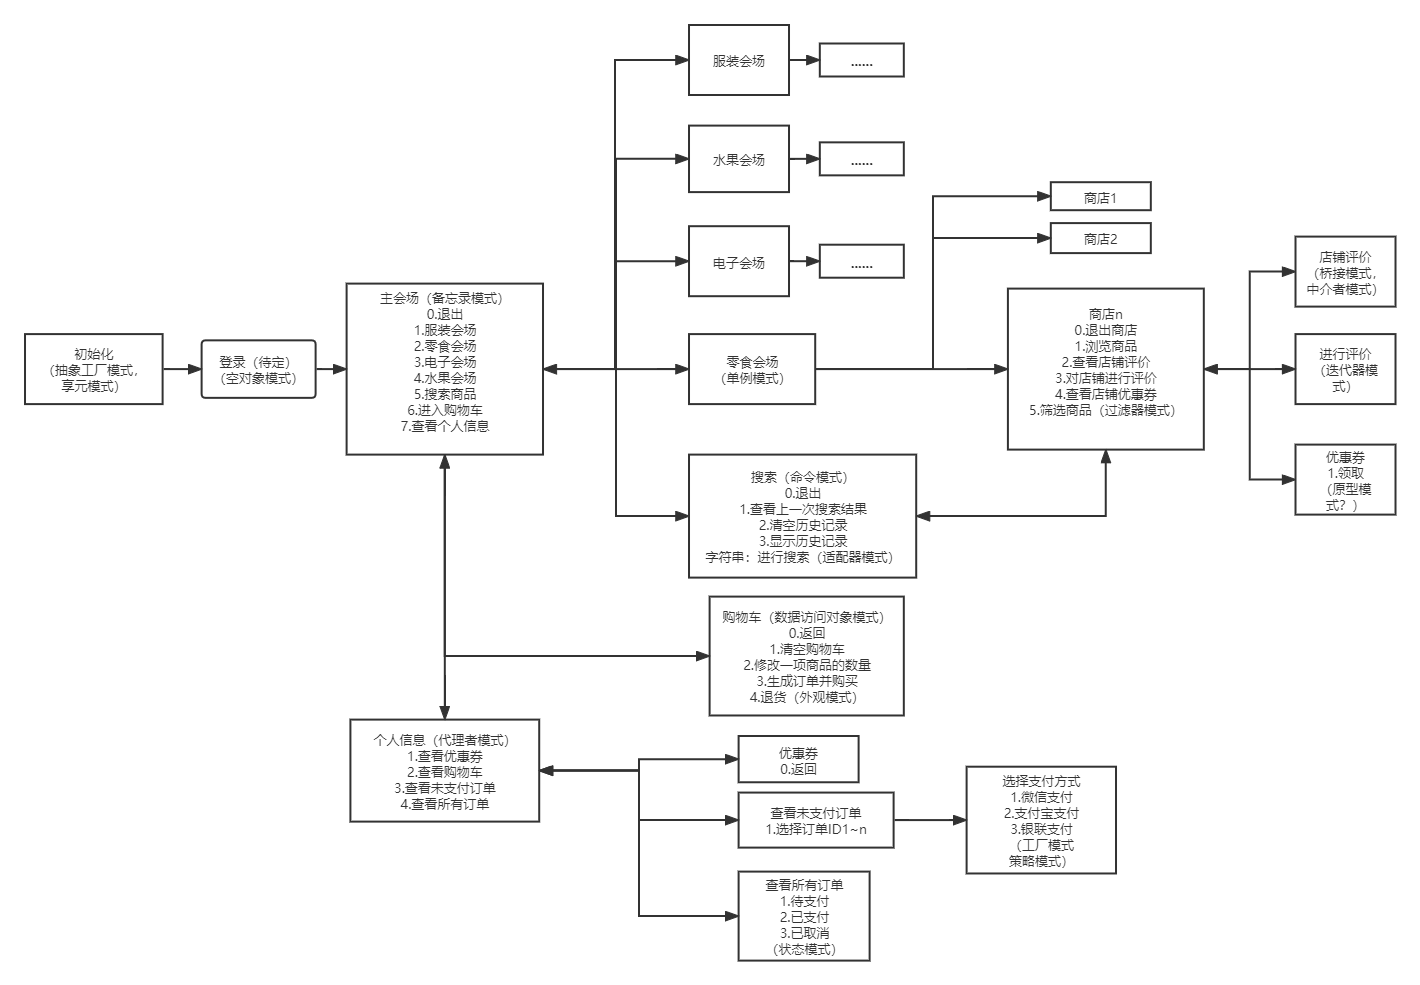 服装会场
......
水果会场
......
电子会场
......
商店1
商店2
店铺评价
（桥接模式，
中介者模式）
初始化
（抽象工厂模式，
享元模式）
登录（待定）
（空对象模式）
主会场（备忘录模式）
0.退出
1.服装会场
2.零食会场
3.电子会场
4.水果会场
5.搜索商品
6.进入购物车
7.查看个人信息
零食会场
（单例模式）
商店n
0.退出商店
1.浏览商品
2.查看店铺评价
3.对店铺进行评价
4.查看店铺优惠券
5.筛选商品（过滤器模式）
进行评价
（迭代器模
式）
优惠券
1.领取
（原型模
式？）
搜索（命令模式）
0.退出
1.查看上一次搜索结果
2.清空历史记录
3.显示历史记录
字符串：进行搜索（适配器模式）
购物车（数据访问对象模式）
0.返回
1.清空购物车
2.修改一项商品的数量
3.生成订单并购买
4.退货（外观模式）
个人信息（代理者模式）
1.查看优惠券
2.查看购物车
3.查看未支付订单
4.查看所有订单
优惠券
0.返回
查看未支付订单
1.选择订单ID1~n
选择支付方式
1.微信支付
2.支付宝支付
3.银联支付
（工厂模式
策略模式）
查看所有订单
1.待支付
2.已支付
3.已取消
（状态模式）